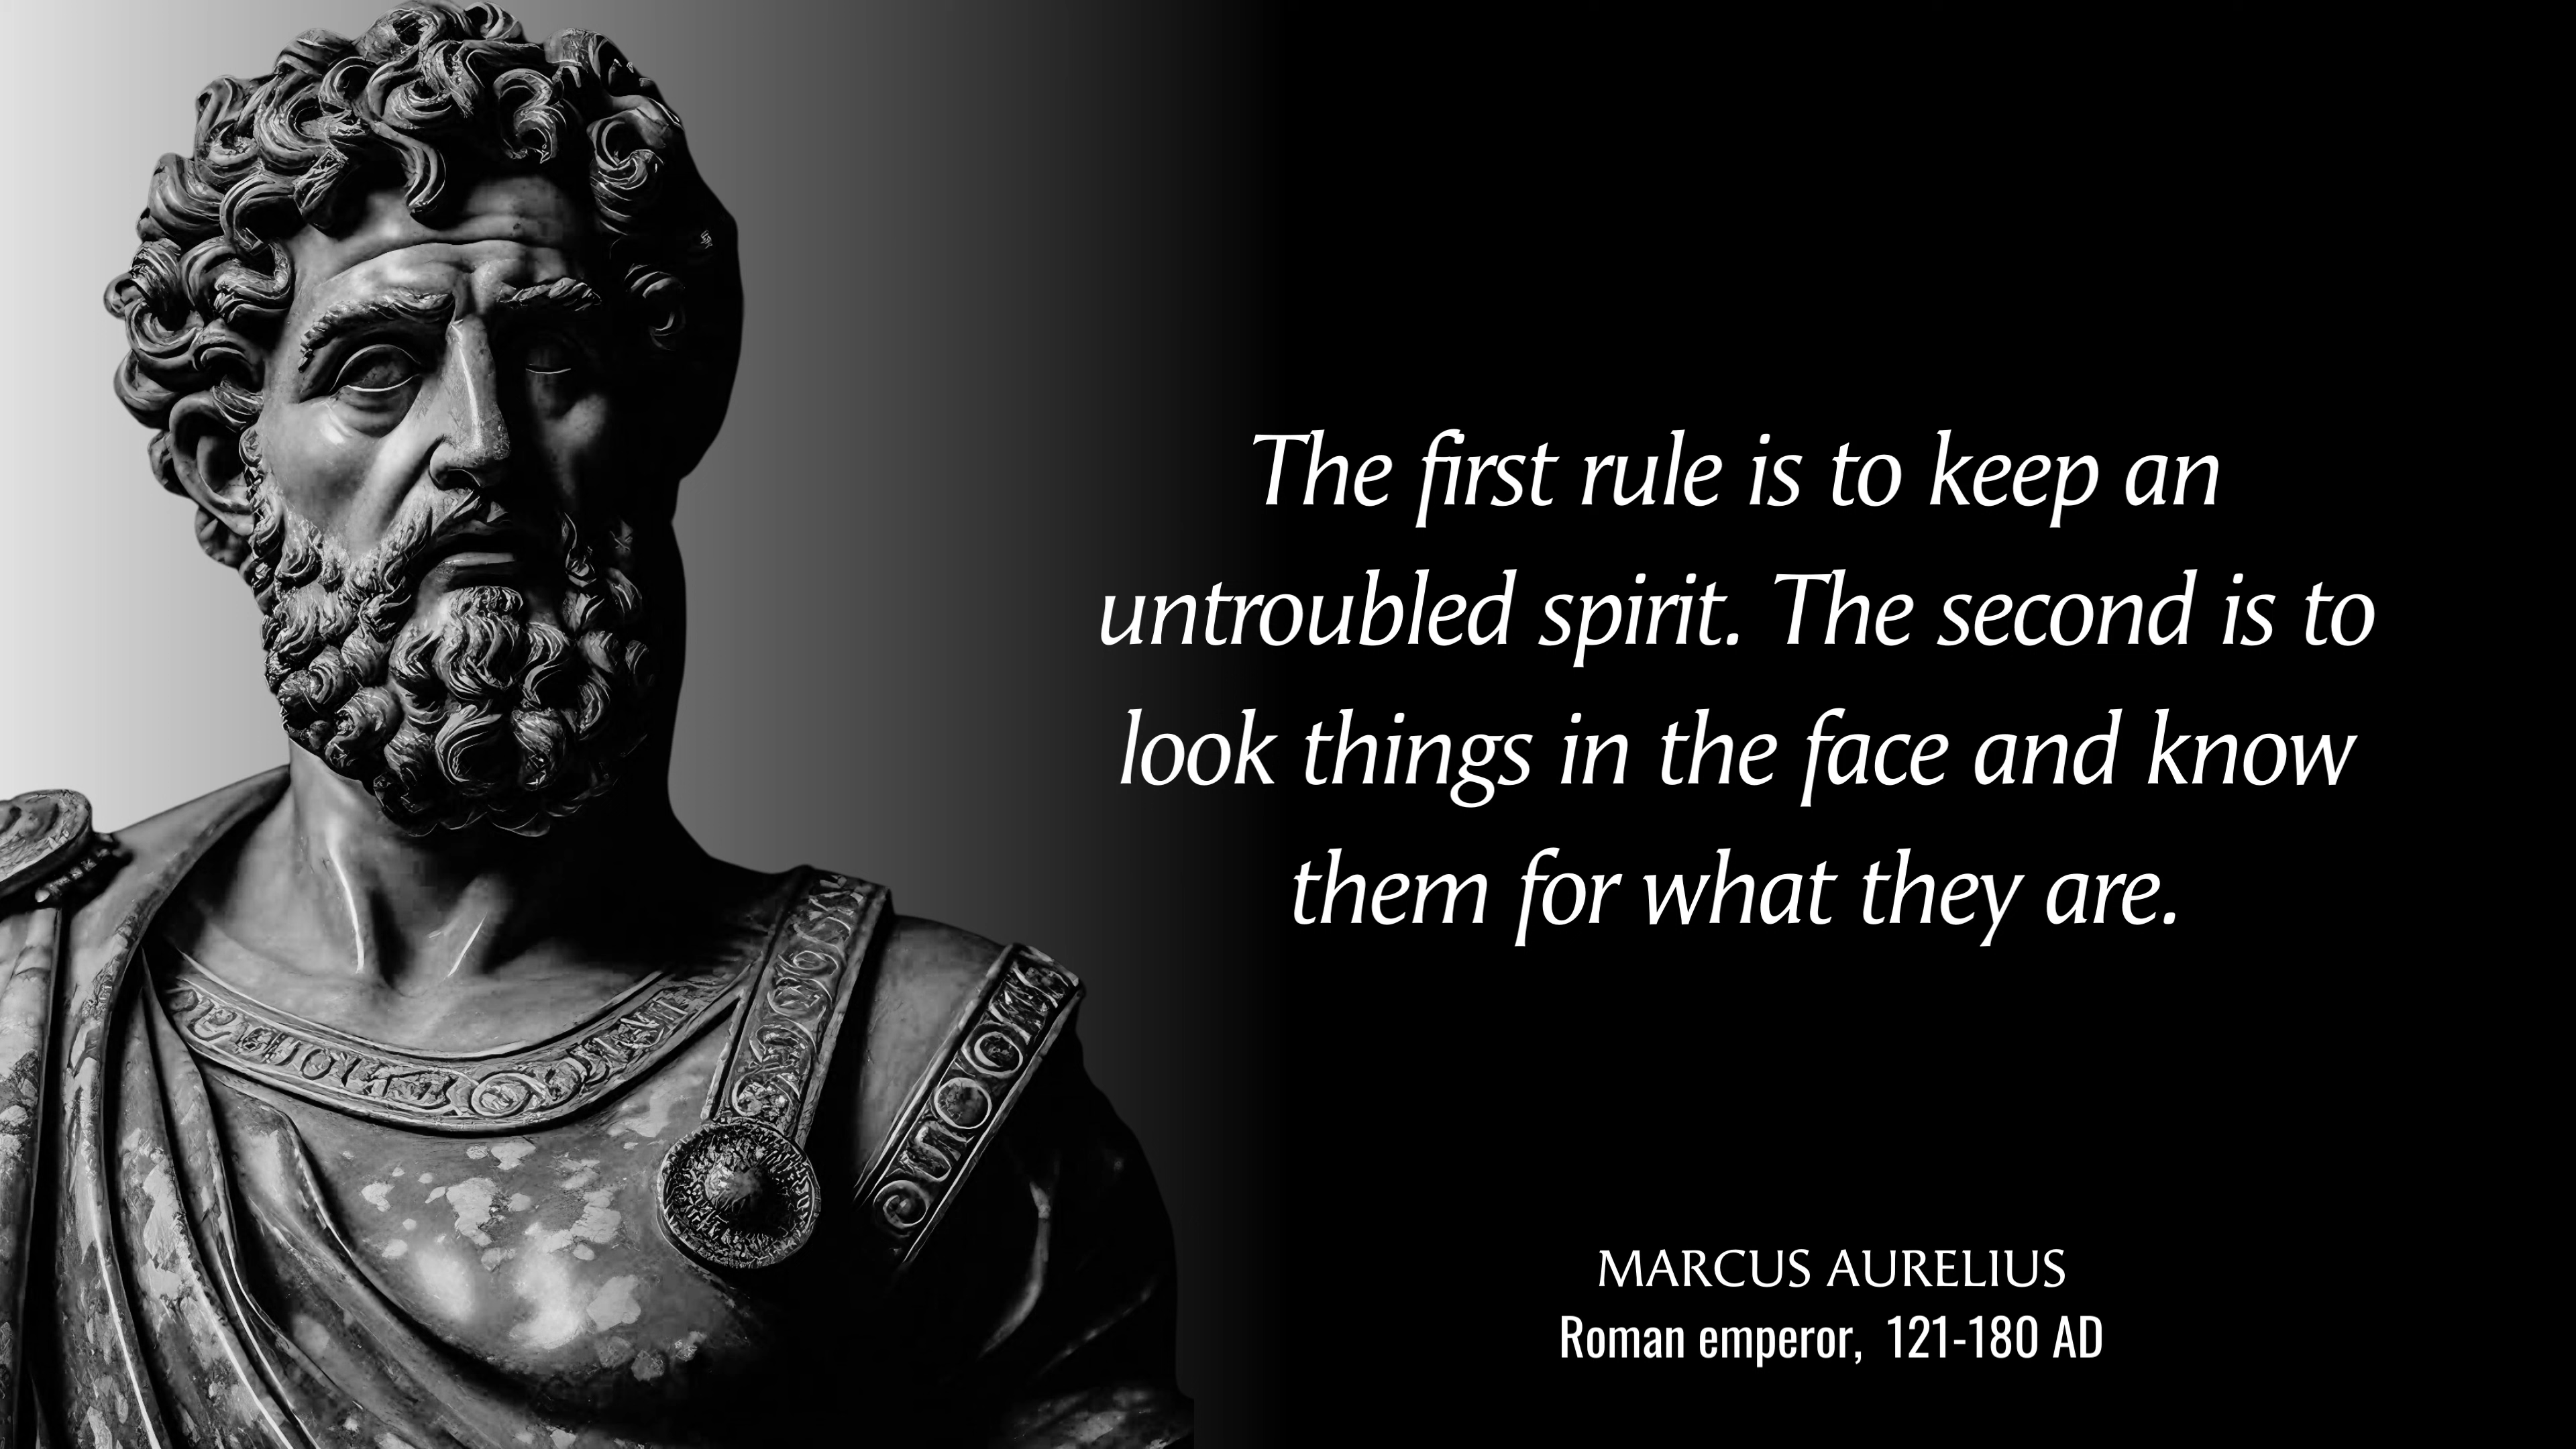 The first rule is to keep an
untroubled spirit. The second is to
look things in the face and know
them for what they are.
MARCUS AURELIUS
Roman emperor, 121-180 AD